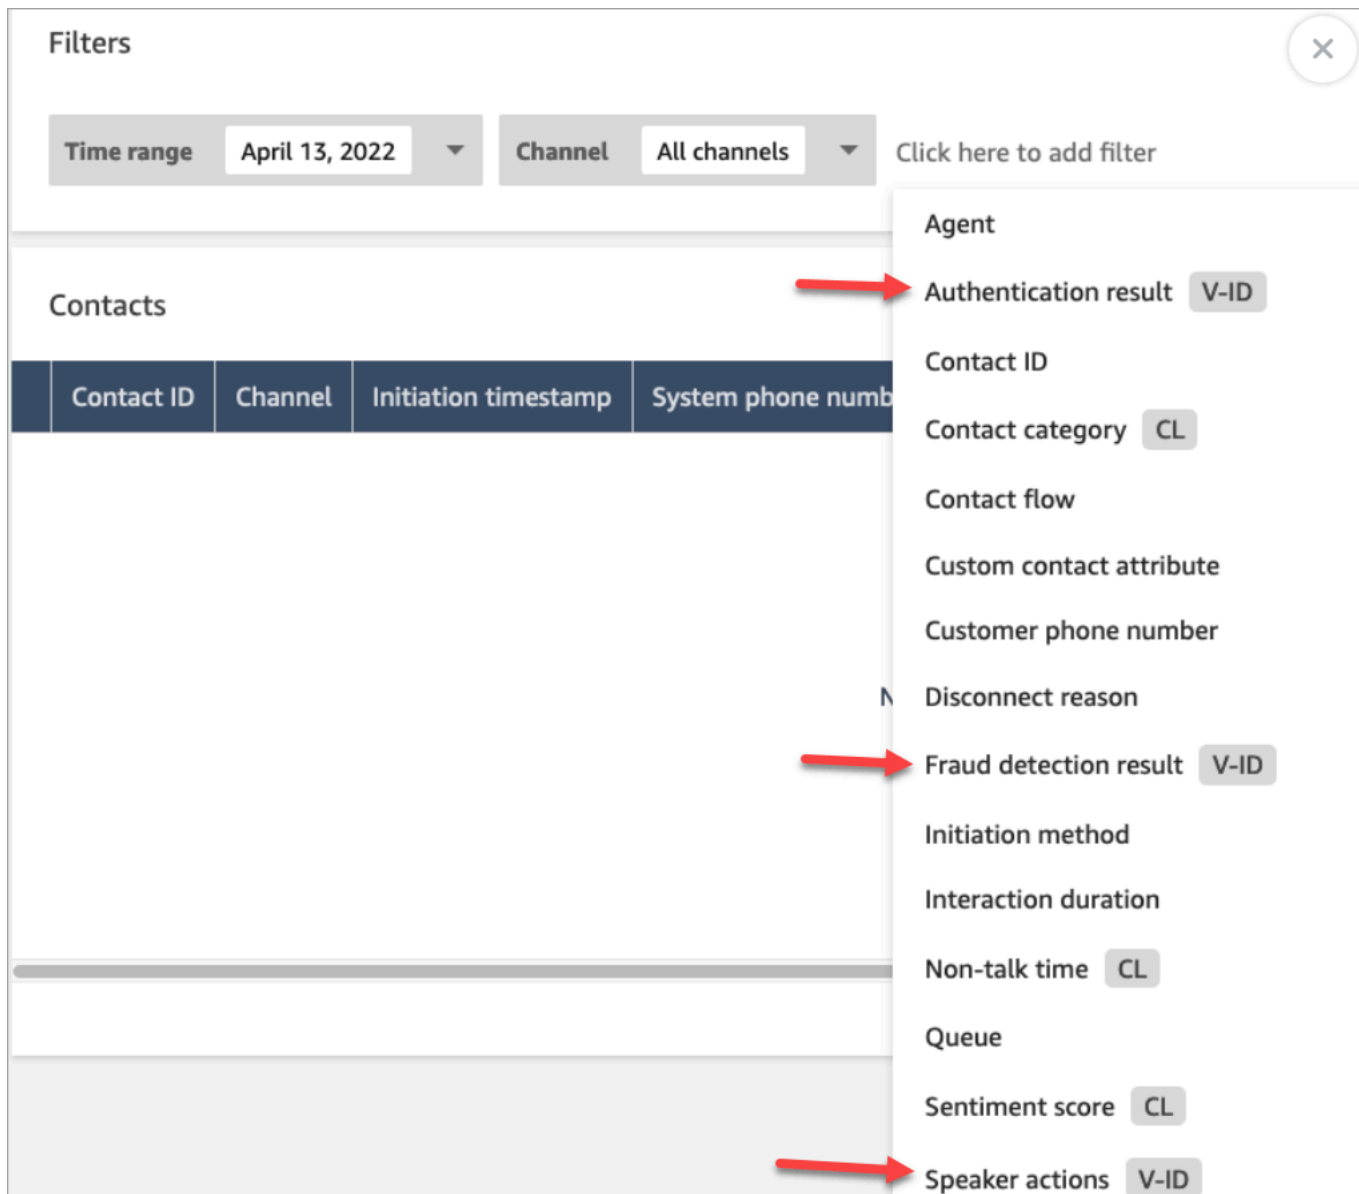 Filters
Time range April 13, 2022 Channel All channels Click here to add filter
Agent
Authentication result V-ID
Contacts
Contact ID
Contact ID Channel Initiation timestamp System phone numb
Contact category CL
Contact flow
Custom contact attribute
Customer phone number
Disconnect reason
Fraud detection result V-ID
Initiation method
Interaction duration
Non-talk time CL
Queue
Sentiment score CL
Speaker actions V-ID